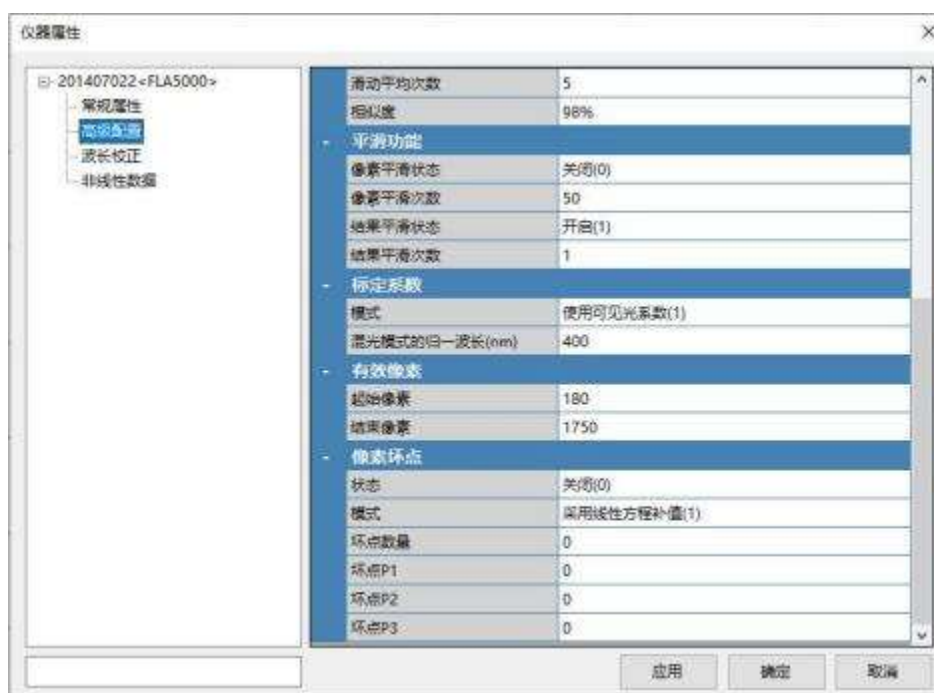 仪器属性
201407022<FLA5000>
常规属性
高级配置
波长校正
非线性数据
滑动平均次数 5
相似度 98%
平滑功能
像素平滑状态 关闭(0)
像素平滑次数 50
结果平滑状态 开启(1)
结果平滑次数 1
标定系数
模式 使用可见光系数(1)
混光模式的归一波长(nm) 400
有效像素
起始像素 180
结束像素 1750
像素坏点
状态 关闭(0)
模式 采用线性方程补值(1)
坏点数量 0
坏点P1 0
坏点P2 0
坏点P3 0
应用 确定 取消